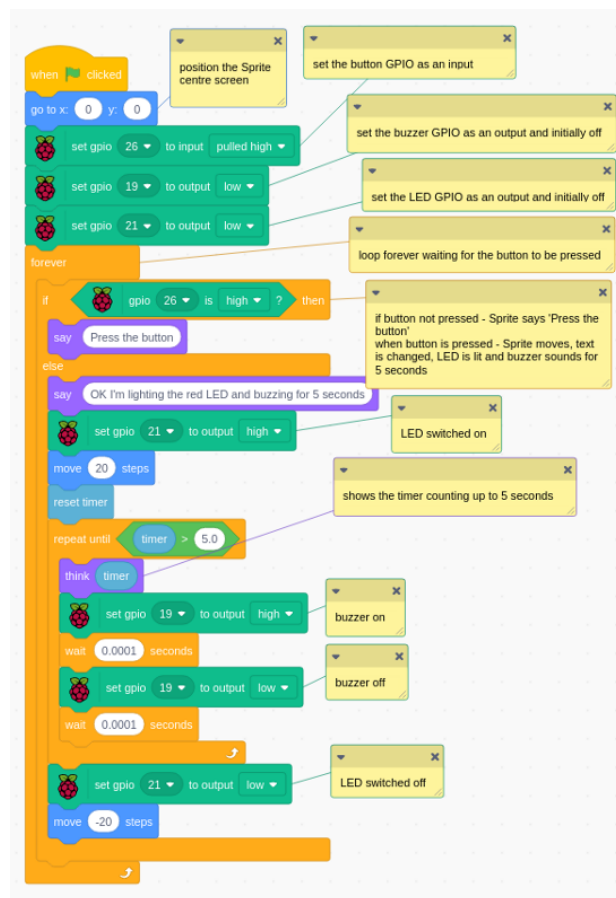 when clicked
position the Sprite
centre screen
set the button GPIO as an input
go to x: 0 y: 0
set gpio 26 to input pulled high
set the buzzer GPIO as an output and initially off
set gpio 19 to output low
set the LED GPIO as an output and initially off
set gpio 21 to output low
forever
loop forever waiting for the button to be pressed
if gpio 26 is high ? then
if button not pressed - Sprite says 'Press the
button'
when button is pressed - Sprite moves, text
is changed, LED is lit and buzzer sounds for
5 seconds
say Press the button
else
say OK I'm lighting the red LED and buzzing for 5 seconds
set gpio 21 to output high
LED switched on
move 20 steps
reset timer
shows the timer counting up to 5 seconds
repeat until timer > 5.0
think timer
set gpio 19 to output high
buzzer on
wait 0.0001 seconds
set gpio 19 to output low
buzzer off
wait 0.0001 seconds
set gpio 21 to output low
LED switched off
move -20 steps